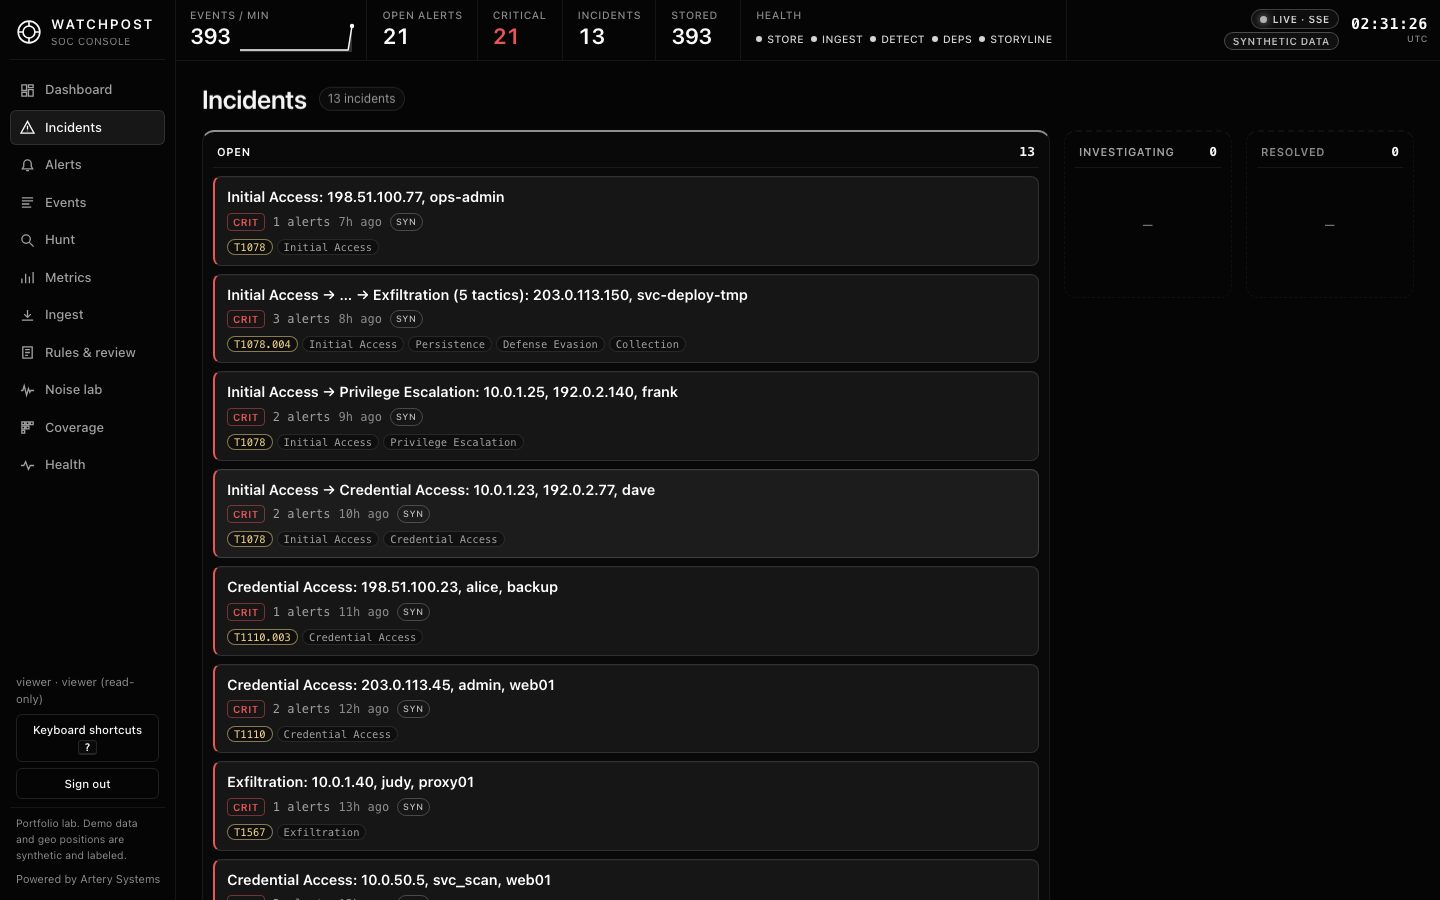 WATCHPOST
SOC CONSOLE
EVENTS / MIN
393
OPEN ALERTS
21
CRITICAL
21
INCIDENTS
13
STORED
393
HEALTH
STORE INGEST DETECT DEPS STORYLINE
LIVE · SSE
SYNTHETIC DATA
02:31:26
UTC
Dashboard
Incidents
Alerts
Events
Hunt
Metrics
Ingest
Rules & review
Noise lab
Coverage
Health
viewer · viewer (read-
only)
Keyboard shortcuts
?
Sign out
Portfolio lab. Demo data
and geo positions are
synthetic and labeled.
Powered by Artery Systems
Incidents 13 incidents
OPEN 13
Initial Access: 198.51.100.77, ops-admin
CRIT 1 alerts 7h ago SYN
T1078 Initial Access
Initial Access → ... → Exfiltration (5 tactics): 203.0.113.150, svc-deploy-tmp
CRIT 3 alerts 8h ago SYN
T1078.004 Initial Access Persistence Defense Evasion Collection
Initial Access → Privilege Escalation: 10.0.1.25, 192.0.2.140, frank
CRIT 2 alerts 9h ago SYN
T1078 Initial Access Privilege Escalation
Initial Access → Credential Access: 10.0.1.23, 192.0.2.77, dave
CRIT 2 alerts 10h ago SYN
T1078 Initial Access Credential Access
Credential Access: 198.51.100.23, alice, backup
CRIT 1 alerts 11h ago SYN
T1110.003 Credential Access
Credential Access: 203.0.113.45, admin, web01
CRIT 2 alerts 12h ago SYN
T1110 Credential Access
Exfiltration: 10.0.1.40, judy, proxy01
CRIT 1 alerts 13h ago SYN
T1567 Exfiltration
Credential Access: 10.0.50.5, svc_scan, web01
INVESTIGATING 0
—
RESOLVED 0
—